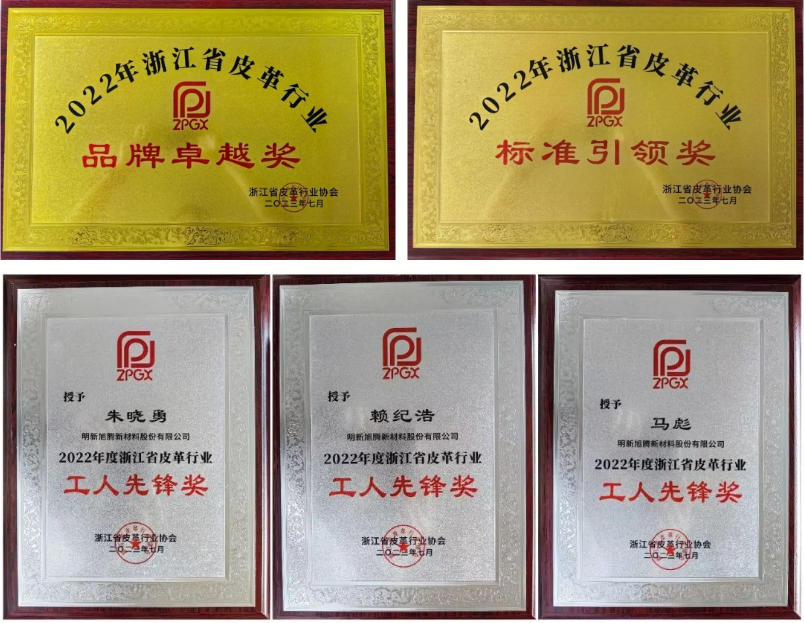 2022年浙江省皮革行业
ZPGX
品牌卓越奖
浙江省皮革行业协会
二〇二三年七月
2022年浙江省皮革行业
ZPGX
标准引领奖
浙江省皮革行业协会
二〇二三年七月
ZPGX
授予
朱晓勇
明新旭腾新材料股份有限公司
2022年度浙江省皮革行业
工人先锋奖
浙江省皮革行业协会
二〇二三年七月
ZPGX
授予
赖纪浩
明新旭腾新材料股份有限公司
2022年度浙江省皮革行业
工人先锋奖
浙江省皮革行业协会
二〇二三年七月
ZPGX
授予
马彪
明新旭腾新材料股份有限公司
2022年度浙江省皮革行业
工人先锋奖
浙江省皮革行业协会
二〇二三年七月